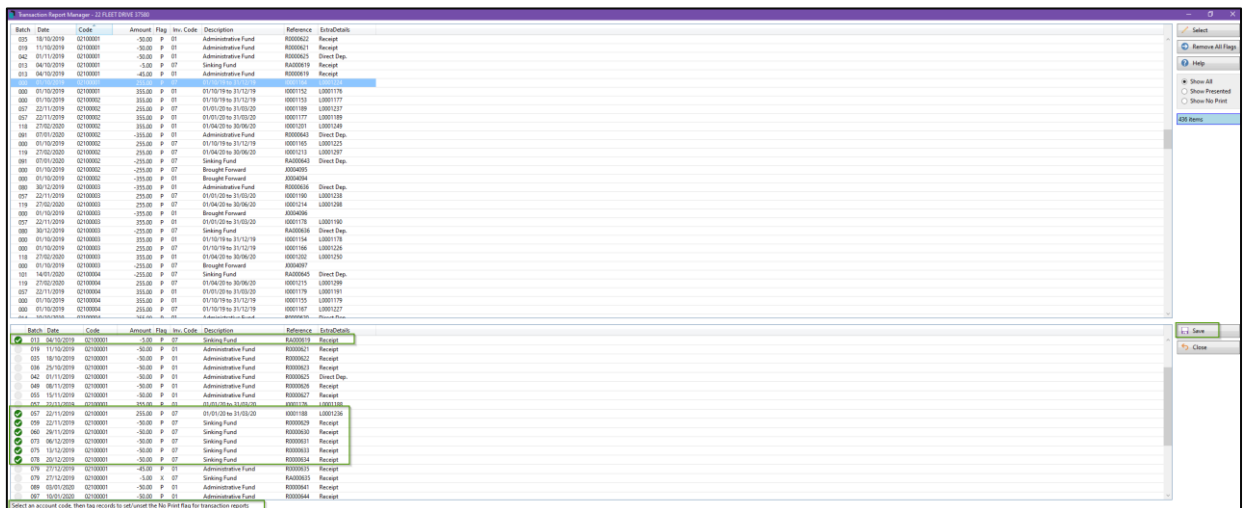 Transaction Report Manager - 22 FLEET DRIVE 37580
Batch Date Code Amount Flag Inv. Code Description Reference ExtraDetails
035 18/10/2019 02100001 -50.00 P 01 Administrative Fund R0000622 Receipt
019 11/10/2019 02100001 -50.00 P 01 Administrative Fund R0000621 Receipt
042 01/11/2019 02100001 -50.00 P 01 Administrative Fund R0000625 Direct Dep.
013 04/10/2019 02100001 -5.00 P 07 Sinking Fund RA000619 Receipt
013 04/10/2019 02100001 -45.00 P 01 Administrative Fund R0000619 Receipt
000 01/10/2019 02100001 355.00 P 01 01/10/19 to 31/12/19 I0001152 L0001176
000 01/10/2019 02100002 355.00 P 01 01/10/19 to 31/12/19 I0001153 L0001177
057 22/11/2019 02100002 255.00 P 07 01/01/20 to 31/03/20 I0001189 L0001237
057 22/11/2019 02100002 355.00 P 01 01/01/20 to 31/03/20 I0001177 L0001189
118 27/02/2020 02100002 355.00 P 01 01/04/20 to 30/06/20 I0001201 L0001249
091 07/01/2020 02100002 -355.00 P 01 Administrative Fund R0000643 Direct Dep.
000 01/10/2019 02100002 255.00 P 07 01/10/19 to 31/12/19 I0001165 L0001225
119 27/02/2020 02100002 255.00 P 07 01/04/20 to 30/06/20 I0001213 L0001297
091 07/01/2020 02100002 -255.00 P 07 Sinking Fund RA000643 Direct Dep.
000 01/10/2019 02100002 -255.00 P 07 Brought Forward J0004095
000 01/10/2019 02100002 -355.00 P 01 Brought Forward J0004094
080 30/12/2019 02100003 -355.00 P 01 Administrative Fund R0000636 Direct Dep.
057 22/11/2019 02100003 255.00 P 07 01/01/20 to 31/03/20 I0001190 L0001238
119 27/02/2020 02100003 255.00 P 07 01/04/20 to 30/06/20 I0001214 L0001298
000 01/10/2019 02100003 -355.00 P 01 Brought Forward J0004096
057 22/11/2019 02100003 355.00 P 01 01/01/20 to 31/03/20 I0001178 L0001190
080 30/12/2019 02100003 -255.00 P 07 Sinking Fund RA000636 Direct Dep.
000 01/10/2019 02100003 355.00 P 01 01/10/19 to 31/12/19 I0001154 L0001178
000 01/10/2019 02100003 255.00 P 07 01/10/19 to 31/12/19 I0001166 L0001226
118 27/02/2020 02100003 355.00 P 01 01/04/20 to 30/06/20 I0001202 L0001250
000 01/10/2019 02100003 -255.00 P 07 Brought Forward J0004097
101 14/01/2020 02100004 -255.00 P 07 Sinking Fund RA000645 Direct Dep.
119 27/02/2020 02100004 255.00 P 07 01/04/20 to 30/06/20 I0001215 L0001299
057 22/11/2019 02100004 355.00 P 01 01/01/20 to 31/03/20 I0001179 L0001191
000 01/10/2019 02100004 355.00 P 01 01/10/19 to 31/12/19 I0001155 L0001179
000 01/10/2019 02100004 255.00 P 07 01/10/19 to 31/12/19 I0001167 L0001227
Select
Remove All Flags
Help
Show All
Show Presented
Show No Print
436 items
Batch Date Code Amount Flag Inv. Code Description Reference ExtraDetails
013 04/10/2019 02100001 -5.00 P 07 Sinking Fund RA000619 Receipt
019 11/10/2019 02100001 -50.00 P 01 Administrative Fund R0000621 Receipt
035 18/10/2019 02100001 -50.00 P 01 Administrative Fund R0000622 Receipt
036 25/10/2019 02100001 -50.00 P 01 Administrative Fund R0000623 Receipt
042 01/11/2019 02100001 -50.00 P 01 Administrative Fund R0000625 Direct Dep.
049 08/11/2019 02100001 -50.00 P 01 Administrative Fund R0000626 Receipt
055 15/11/2019 02100001 -50.00 P 01 Administrative Fund R0000627 Receipt
057 22/11/2019 02100001 255.00 P 07 01/01/20 to 31/03/20 I0001188 L0001236
059 22/11/2019 02100001 -50.00 P 07 Sinking Fund R0000629 Receipt
060 29/11/2019 02100001 -50.00 P 07 Sinking Fund R0000630 Receipt
073 06/12/2019 02100001 -50.00 P 07 Sinking Fund R0000631 Receipt
075 13/12/2019 02100001 -50.00 P 07 Sinking Fund R0000633 Receipt
078 20/12/2019 02100001 -50.00 P 07 Sinking Fund R0000634 Receipt
079 27/12/2019 02100001 -45.00 P 01 Administrative Fund R0000635 Receipt
079 27/12/2019 02100001 -5.00 X 07 Sinking Fund RA000635 Receipt
089 03/01/2020 02100001 -50.00 P 01 Administrative Fund R0000641 Receipt
097 10/01/2020 02100001 -50.00 P 01 Administrative Fund R0000644 Receipt
Save
Close
Select an account code, then tag records to set/unset the No Print flag for transaction reports